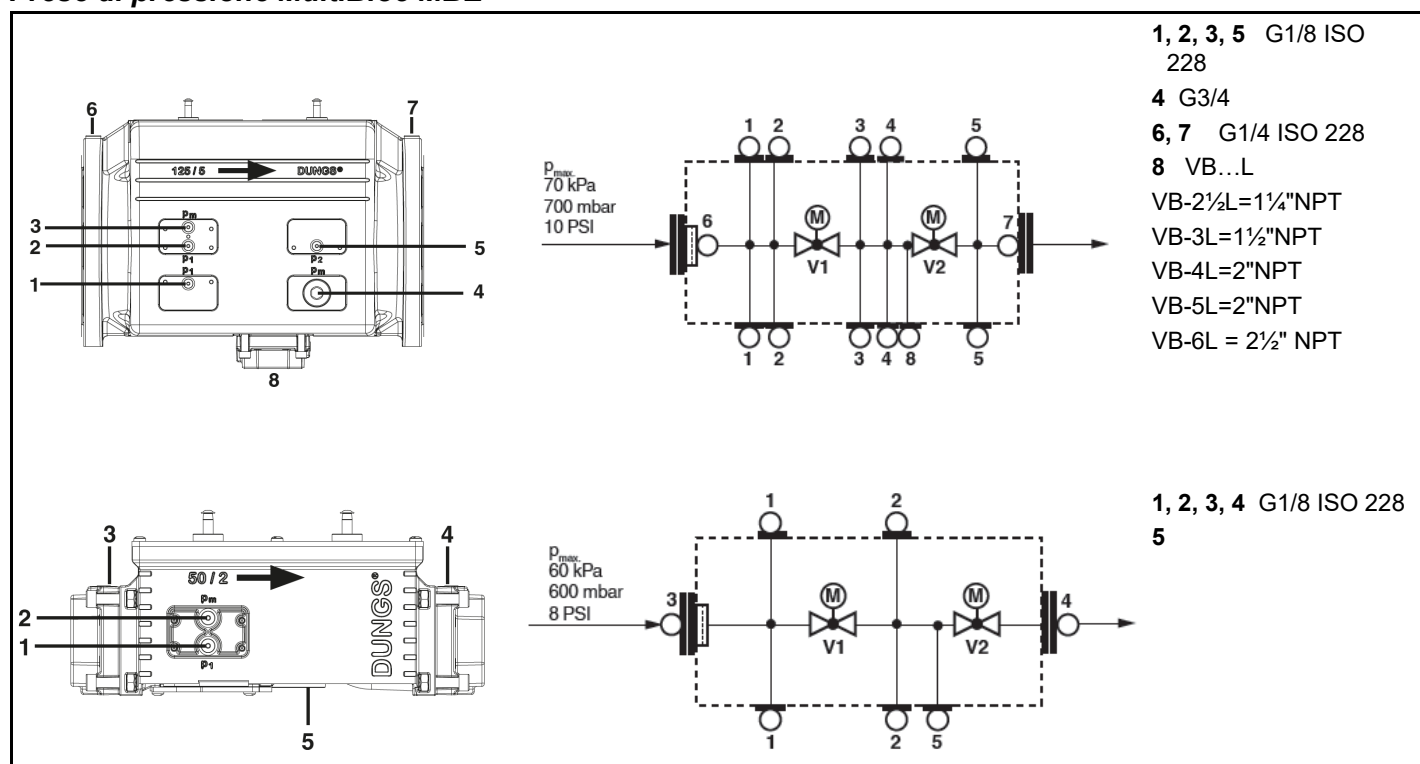 Prese di pressione MultiBloc MBE
6
7
125 / 5
DUNGS®
Pm
3
2
P1
P1
1
5
P2
Pm
4
8
pmax.
70 kPa
700 mbar
10 PSI
1 2 3 4 5
6
M
V1
M
V2
7
1 2 3 4 8 5
1, 2, 3, 5 G1/8 ISO
228
4 G3/4
6, 7 G1/4 ISO 228
8 VB…L
VB-2½L=1¼"NPT
VB-3L=1½"NPT
VB-4L=2"NPT
VB-5L=2"NPT
VB-6L = 2½" NPT
3
4
50 / 2
DUNGS®
Pm
2
1
P1
5
pmax.
60 kPa
600 mbar
8 PSI
1 2
3
M
V1
M
V2
4
1 2 5
1, 2, 3, 4 G1/8 ISO 228
5